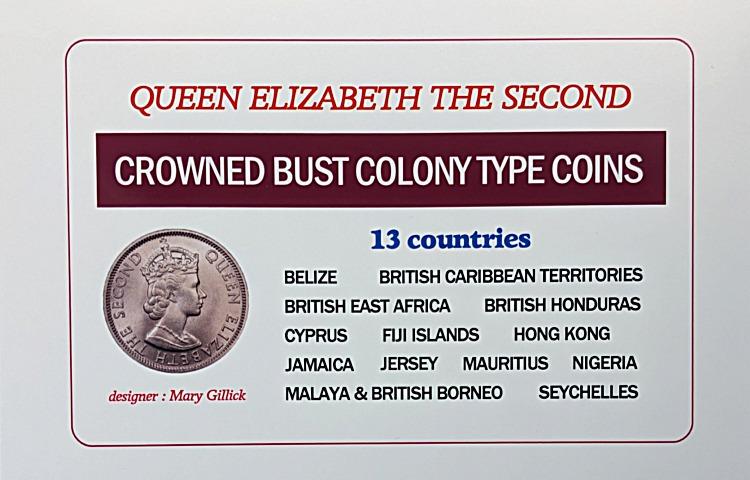 QUEEN ELIZABETH THE SECOND
CROWNED BUST COLONY TYPE COINS
13 countries
QUEEN ELIZABETH THE SECOND
BELIZE BRITISH CARIBBEAN TERRITORIES
BRITISH EAST AFRICA BRITISH HONDURAS
CYPRUS FIJI ISLANDS HONG KONG
JAMAICA JERSEY MAURITIUS NIGERIA
MALAYA & BRITISH BORNEO SEYCHELLES
designer : Mary Gillick